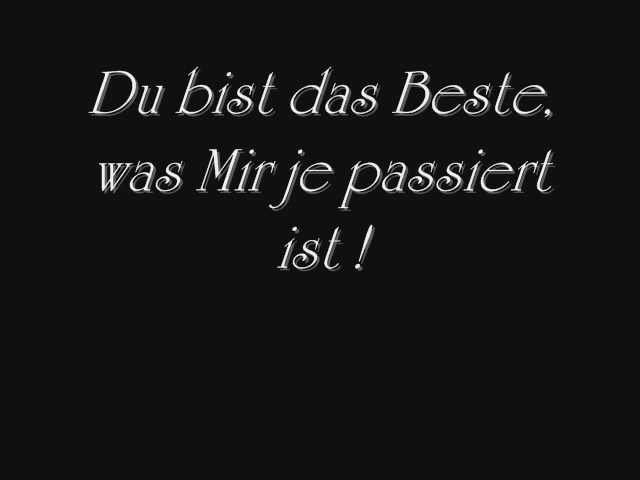 Du bist das Beste,
was Mir je passiert
ist !